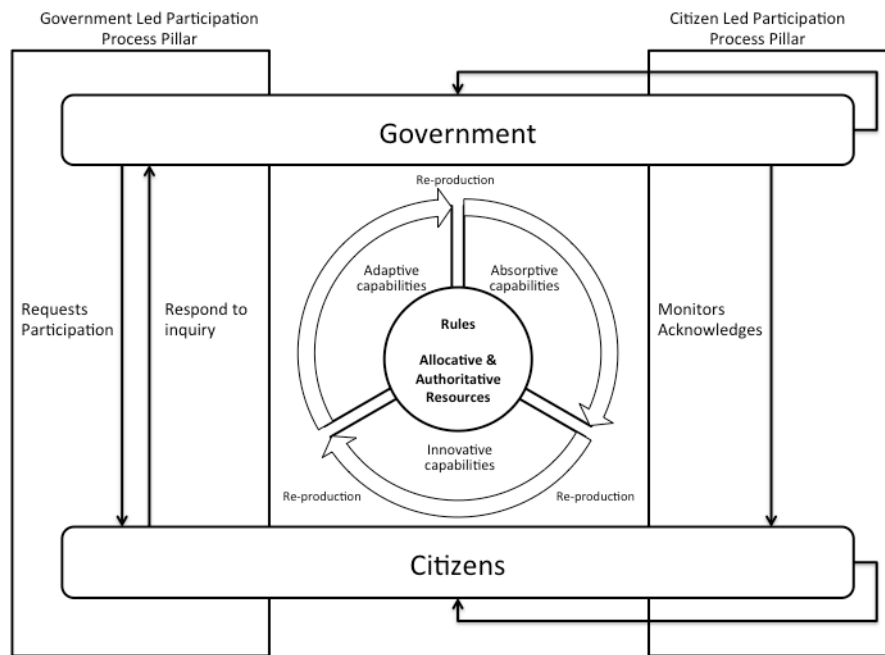 Government Led Participation
Process Pillar
Citizen Led Participation
Process Pillar
Government
Re-production
Adaptive
capabilities
Absorptive
capabilities
Requests
Participation
Respond to
inquiry
Rules
Allocative &
Authoritative
Resources
Monitors
Acknowledges
Innovative
capabilities
Re-production
Re-production
Citizens